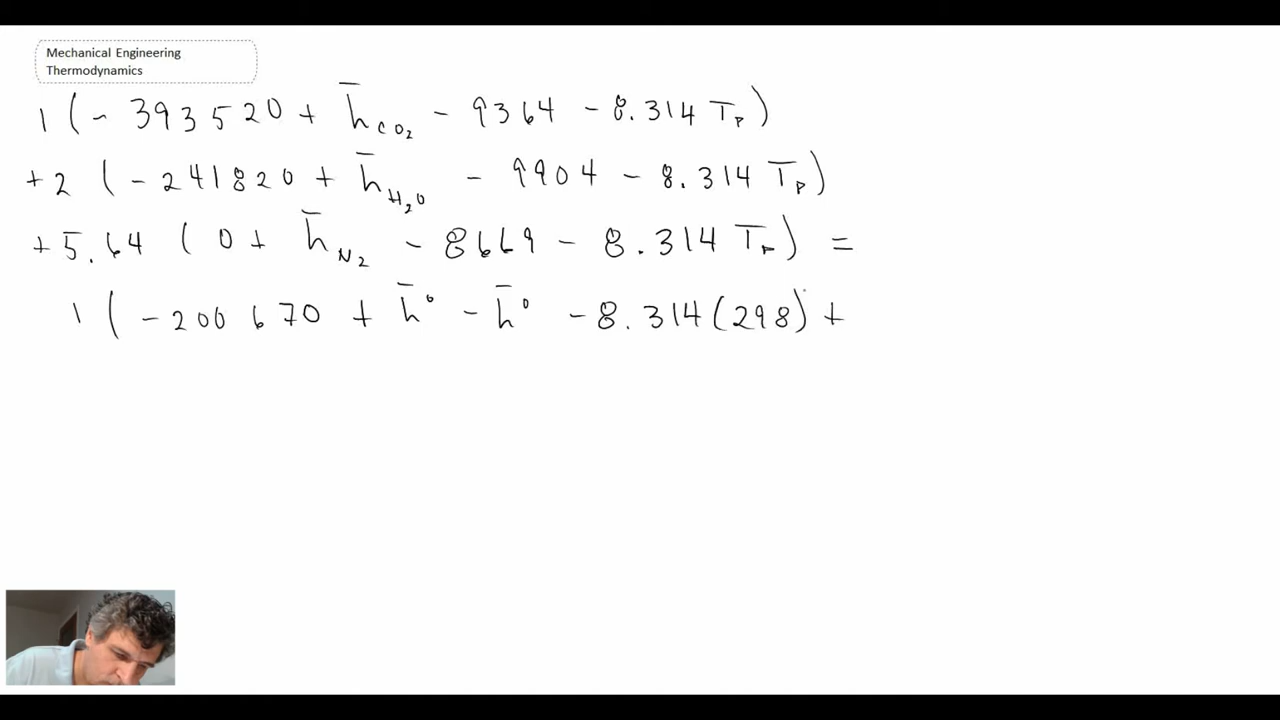 Mechanical Engineering
Thermodynamics
1 ( - 393520 + h̄CO₂ - 9364 - 8.314 Tₚ)
+2 ( - 241820 + h̄H₂O - 9904 - 8.314 Tₚ)
+5.64 ( 0 + h̄N₂ - 8669 - 8.314 Tₚ) =
1 ( - 200670 + h̄° - h̄° - 8.314(298) +